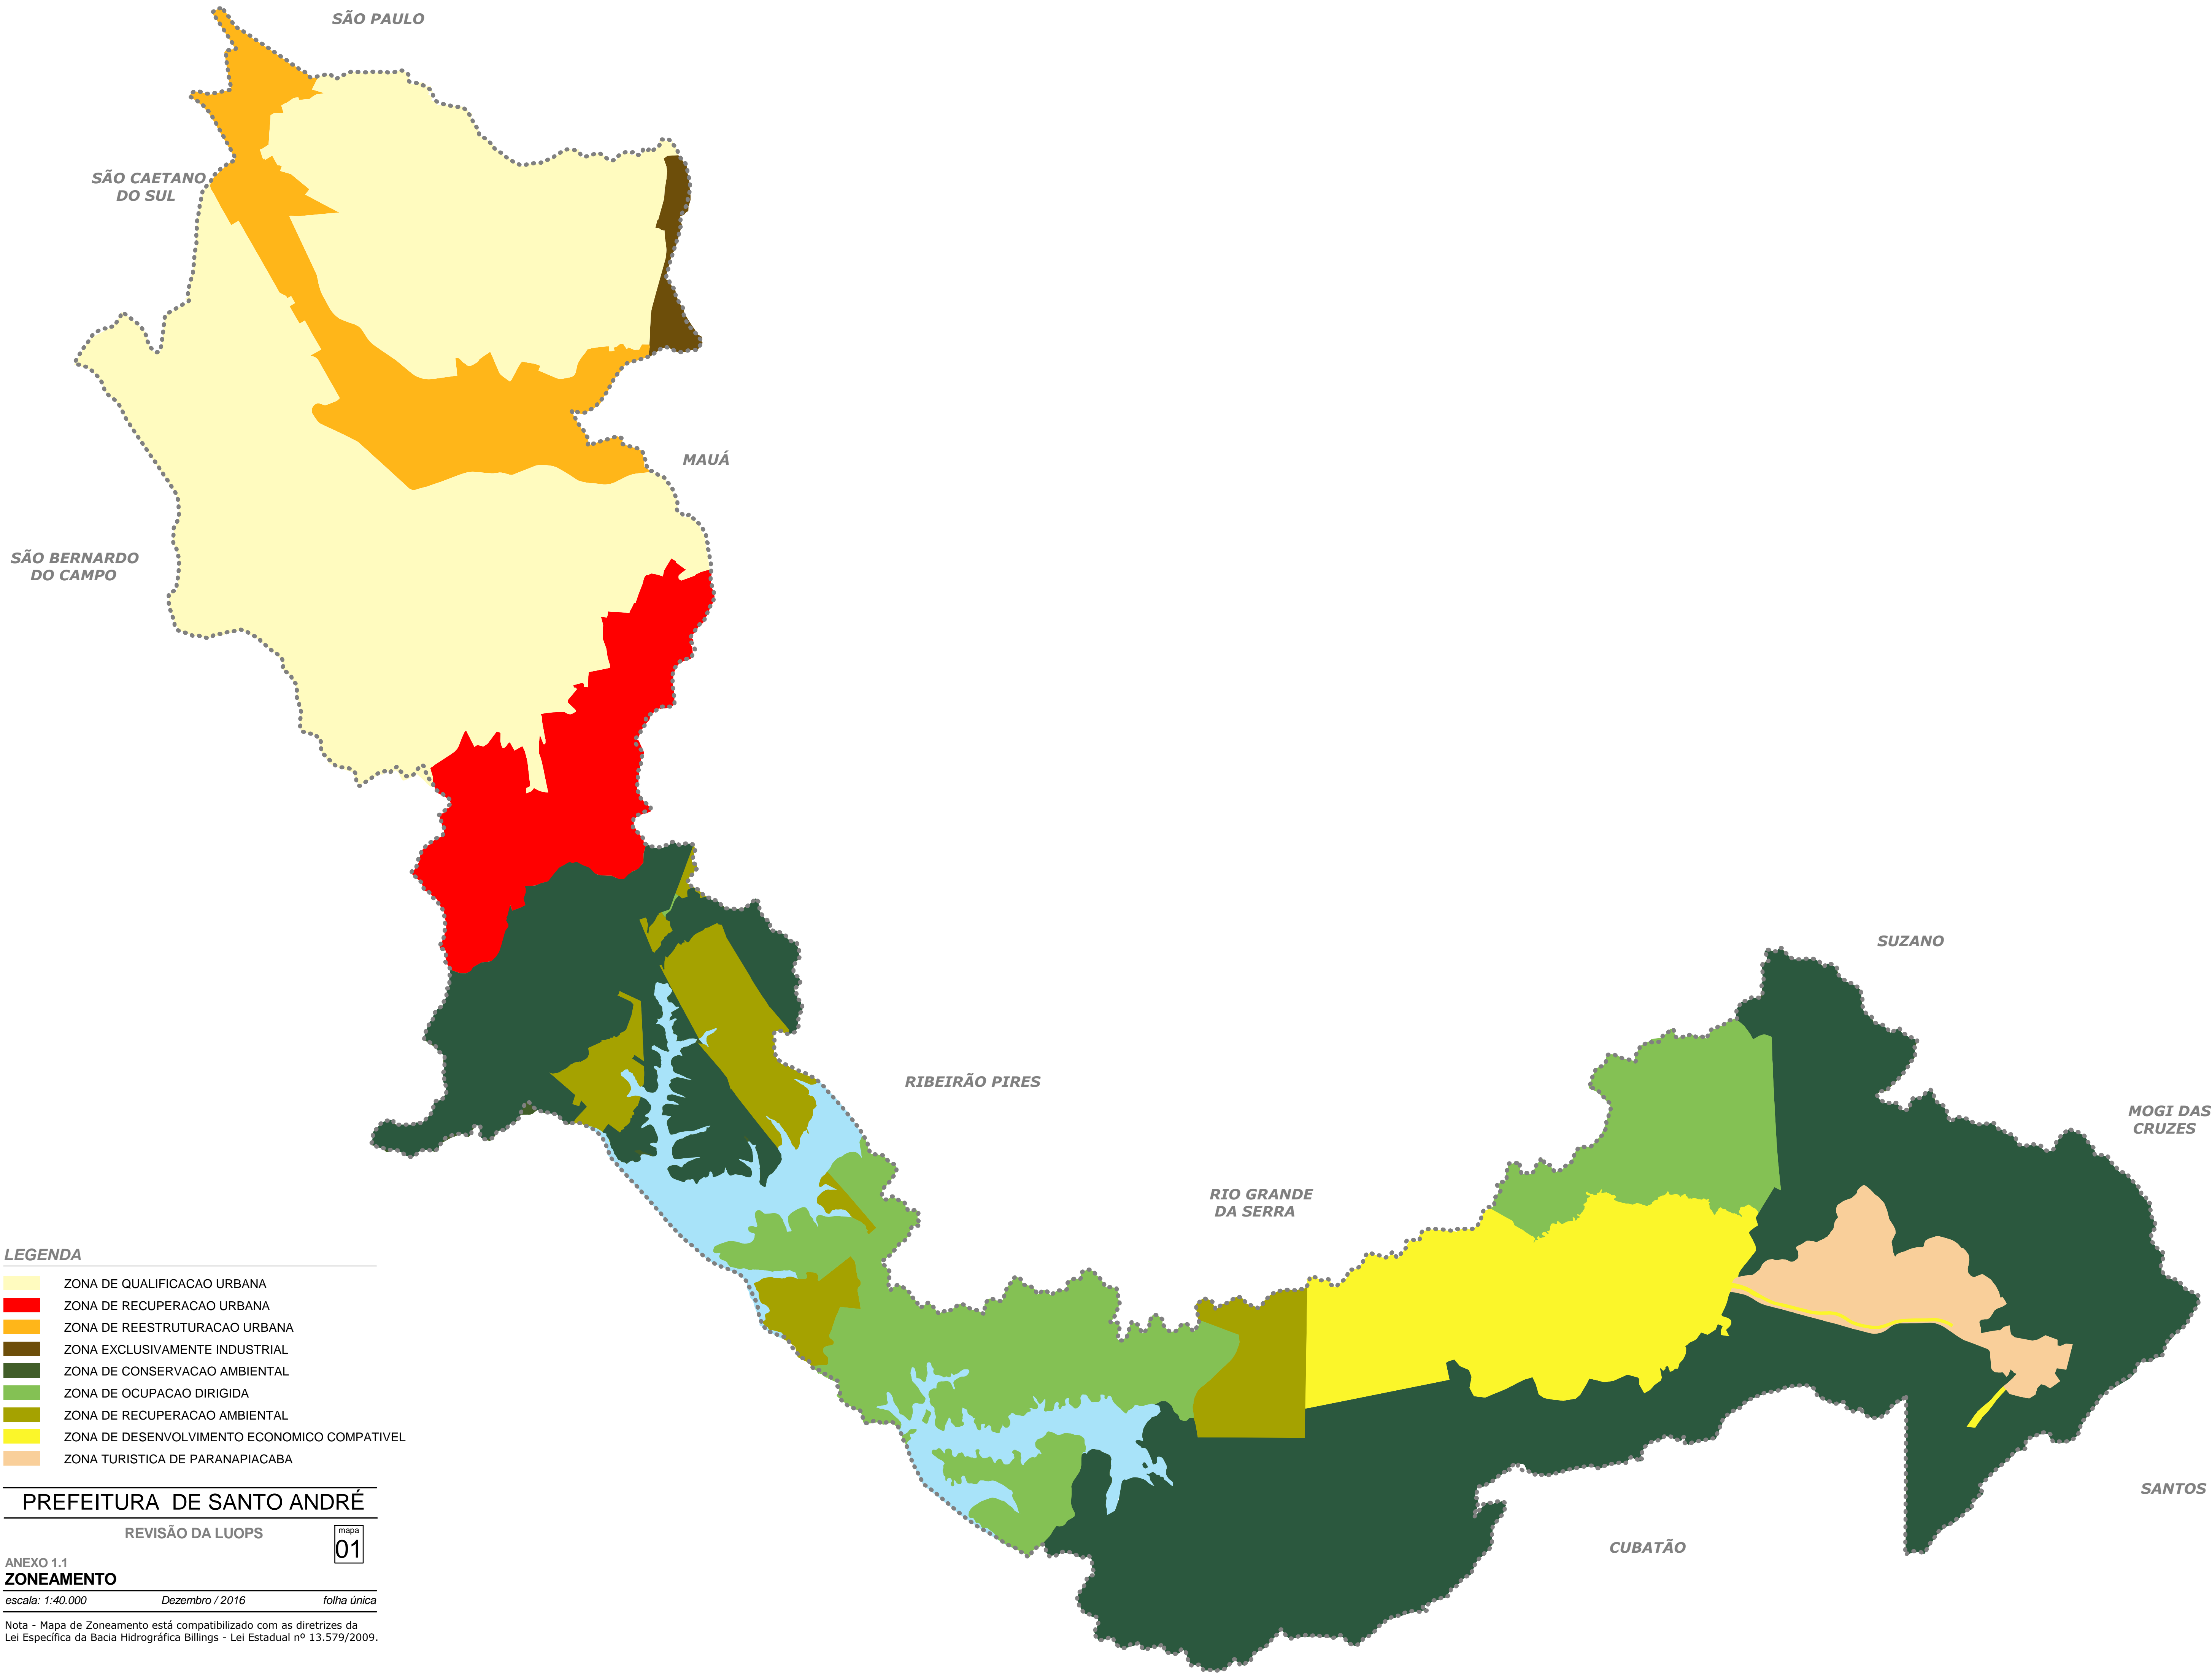 SÃO PAULO
SÃO CAETANO
DO SUL
MAUÁ
SÃO BERNARDO
DO CAMPO
SUZANO
RIBEIRÃO PIRES
MOGI DAS
CRUZES
RIO GRANDE
DA SERRA
SANTOS
CUBATÃO
LEGENDA
ZONA DE QUALIFICACAO URBANA
ZONA DE RECUPERACAO URBANA
ZONA DE REESTRUTURACAO URBANA
ZONA EXCLUSIVAMENTE INDUSTRIAL
ZONA DE CONSERVACAO AMBIENTAL
ZONA DE OCUPACAO DIRIGIDA
ZONA DE RECUPERACAO AMBIENTAL
ZONA DE DESENVOLVIMENTO ECONOMICO COMPATIVEL
ZONA TURISTICA DE PARANAPIACABA
PREFEITURA DE SANTO ANDRÉ
REVISÃO DA LUOPS
mapa
01
ANEXO 1.1
ZONEAMENTO
escala: 1:40.000 Dezembro / 2016 folha única
Nota - Mapa de Zoneamento está compatibilizado com as diretrizes da
Lei Específica da Bacia Hidrográfica Billings - Lei Estadual nº 13.579/2009.